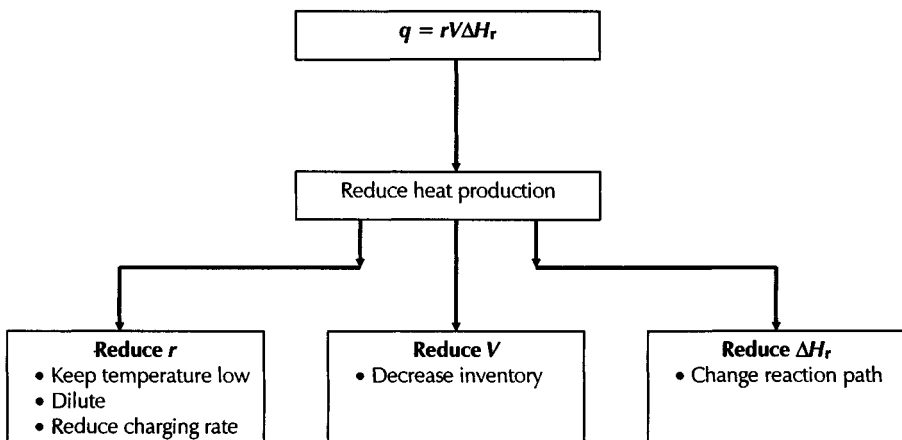 q = rVΔHr
Reduce heat production
Reduce r
• Keep temperature low
• Dilute
• Reduce charging rate
Reduce V
• Decrease inventory
Reduce ΔHr
• Change reaction path